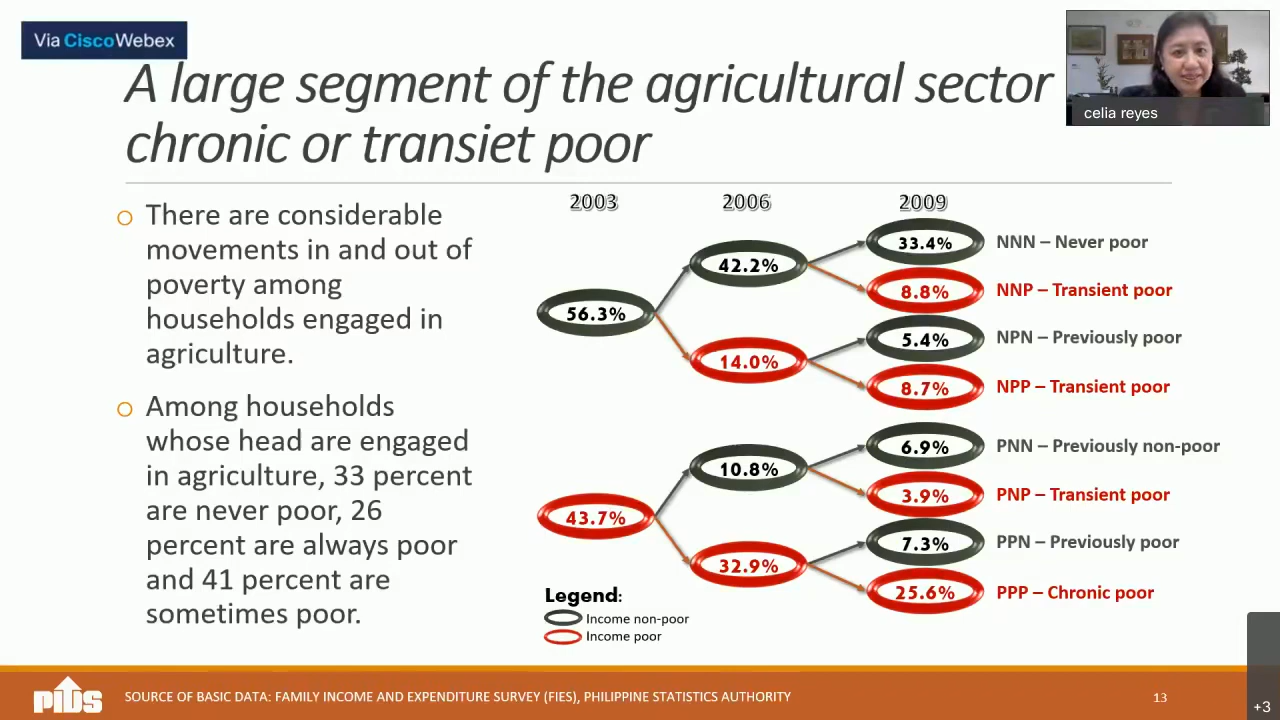 Via CiscoWebex
A large segment of the agricultural sector
chronic or transiet poor
celia reyes
There are considerable
movements in and out of
poverty among
households engaged in
agriculture.
Among households
whose head are engaged
in agriculture, 33 percent
are never poor, 26
percent are always poor
and 41 percent are
sometimes poor.
2003 2006 2009
33.4% NNN – Never poor
42.2%
8.8% NNP – Transient poor
56.3%
5.4% NPN – Previously poor
14.0%
8.7% NPP – Transient poor
6.9% PNN – Previously non-poor
10.8%
3.9% PNP – Transient poor
43.7%
7.3% PPN – Previously poor
32.9%
25.6% PPP – Chronic poor
Legend:
Income non-poor
Income poor
PIDS
SOURCE OF BASIC DATA: FAMILY INCOME AND EXPENDITURE SURVEY (FIES), PHILIPPINE STATISTICS AUTHORITY
13
+3